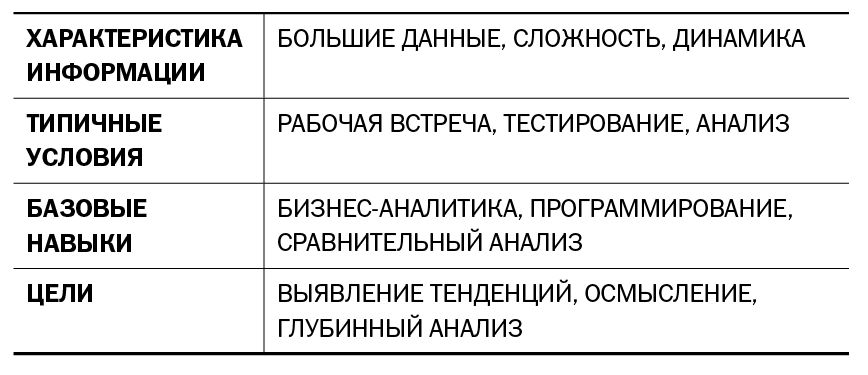 ХАРАКТЕРИСТИКА
ИНФОРМАЦИИ
БОЛЬШИЕ ДАННЫЕ, СЛОЖНОСТЬ, ДИНАМИКА
ТИПИЧНЫЕ
УСЛОВИЯ
РАБОЧАЯ ВСТРЕЧА, ТЕСТИРОВАНИЕ, АНАЛИЗ
БАЗОВЫЕ
НАВЫКИ
БИЗНЕС-АНАЛИТИКА, ПРОГРАММИРОВАНИЕ,
СРАВНИТЕЛЬНЫЙ АНАЛИЗ
ЦЕЛИ
ВЫЯВЛЕНИЕ ТЕНДЕНЦИЙ, ОСМЫСЛЕНИЕ,
ГЛУБИННЫЙ АНАЛИЗ